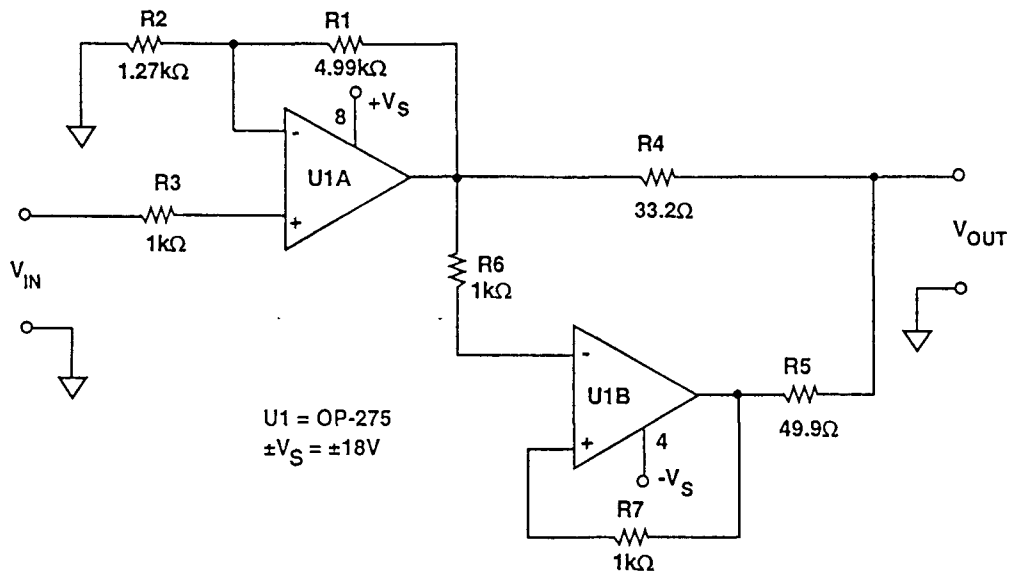 R2
1.27kΩ
R1
4.99kΩ
+VS
8
-
U1A
+
R3
1kΩ
VIN
R4
33.2Ω
VOUT
R6
1kΩ
-
U1B
+
4
-VS
R5
49.9Ω
R7
1kΩ
U1 = OP-275
±VS = ±18V